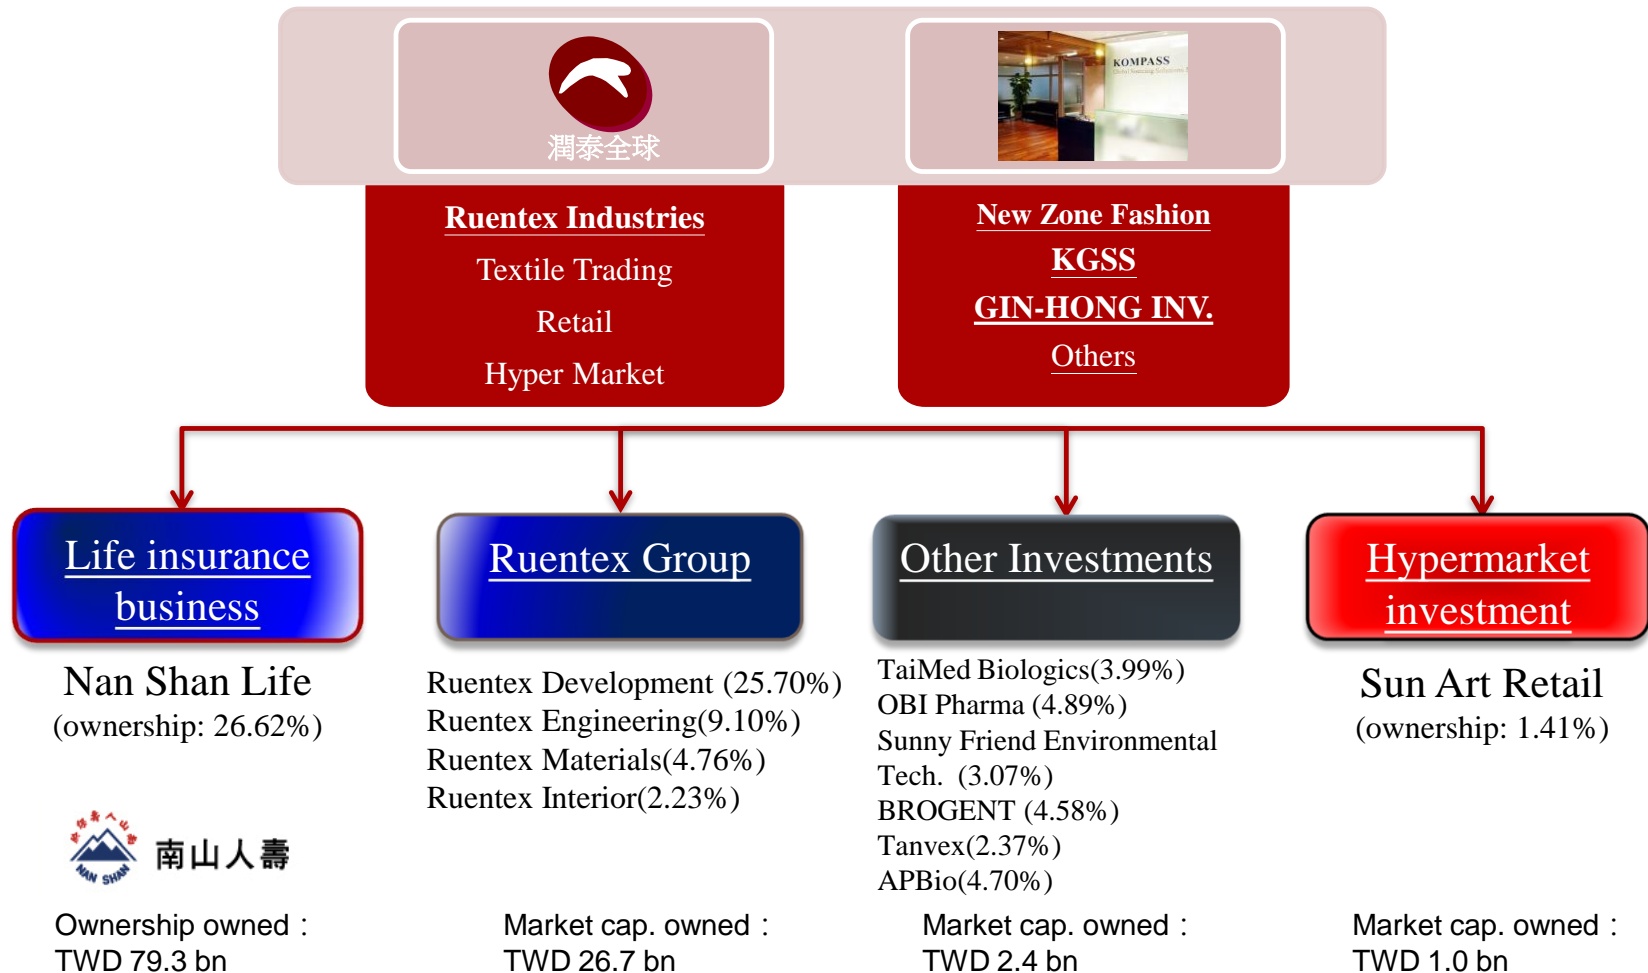 潤泰全球
KOMPASS
Ruentex Industries
Textile Trading
Retail
Hyper Market
New Zone Fashion
KGSS
GIN-HONG INV.
Others
Life insurance
business
Nan Shan Life
(ownership: 26.62%)
NAN SHAN
南山人壽
Ownership owned：
TWD 79.3 bn
Ruentex Group
Ruentex Development (25.70%)
Ruentex Engineering(9.10%)
Ruentex Materials(4.76%)
Ruentex Interior(2.23%)
Market cap. owned：
TWD 26.7 bn
Other Investments
TaiMed Biologics(3.99%)
OBI Pharma (4.89%)
Sunny Friend Environmental
Tech. (3.07%)
BROGENT (4.58%)
Tanvex(2.37%)
APBio(4.70%)
Market cap. owned：
TWD 2.4 bn
Hypermarket
investment
Sun Art Retail
(ownership: 1.41%)
Market cap. owned：
TWD 1.0 bn